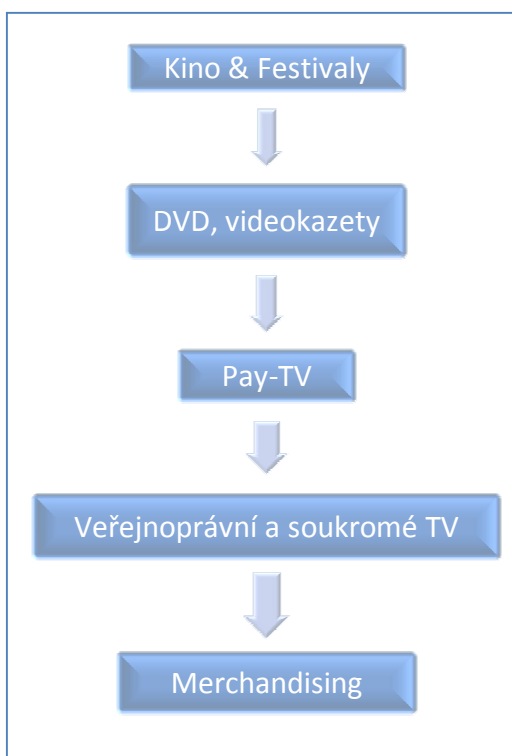 Kino & Festivaly
DVD, videokazety
Pay-TV
Veřejnoprávní a soukromé TV
Merchandising